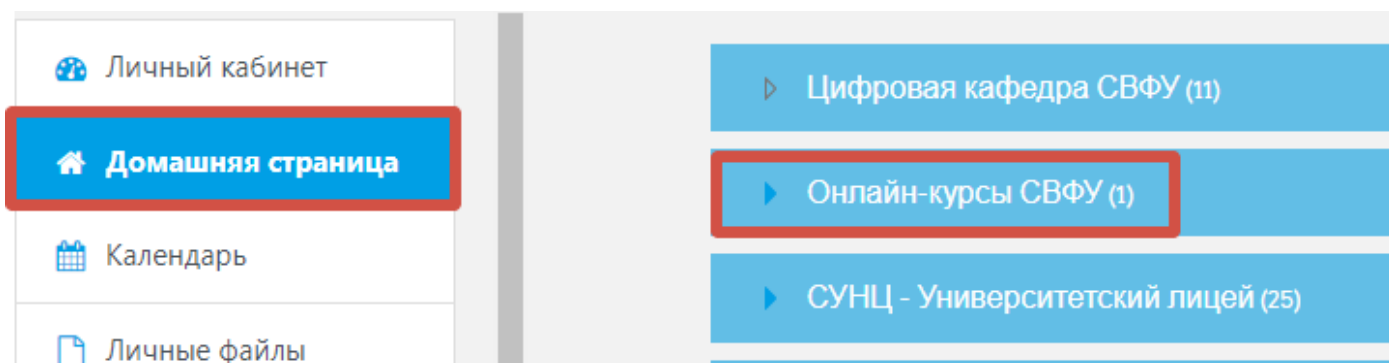 Личный кабинет
Домашняя страница
Календарь
Личные файлы
Цифровая кафедра СВФУ (11)
Онлайн-курсы СВФУ (1)
СУНЦ - Университетский лицей (25)